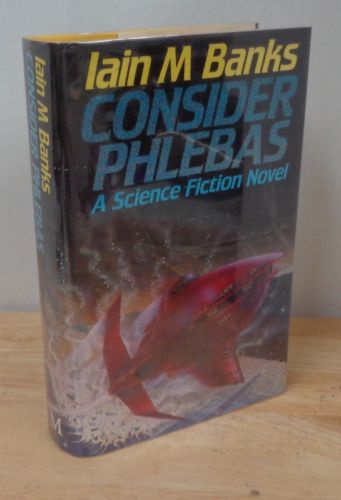 Iain M Banks
CONSIDER
PHLEBAS
A Science Fiction Novel
Iain M Banks
CONSIDER PHLEBAS
M